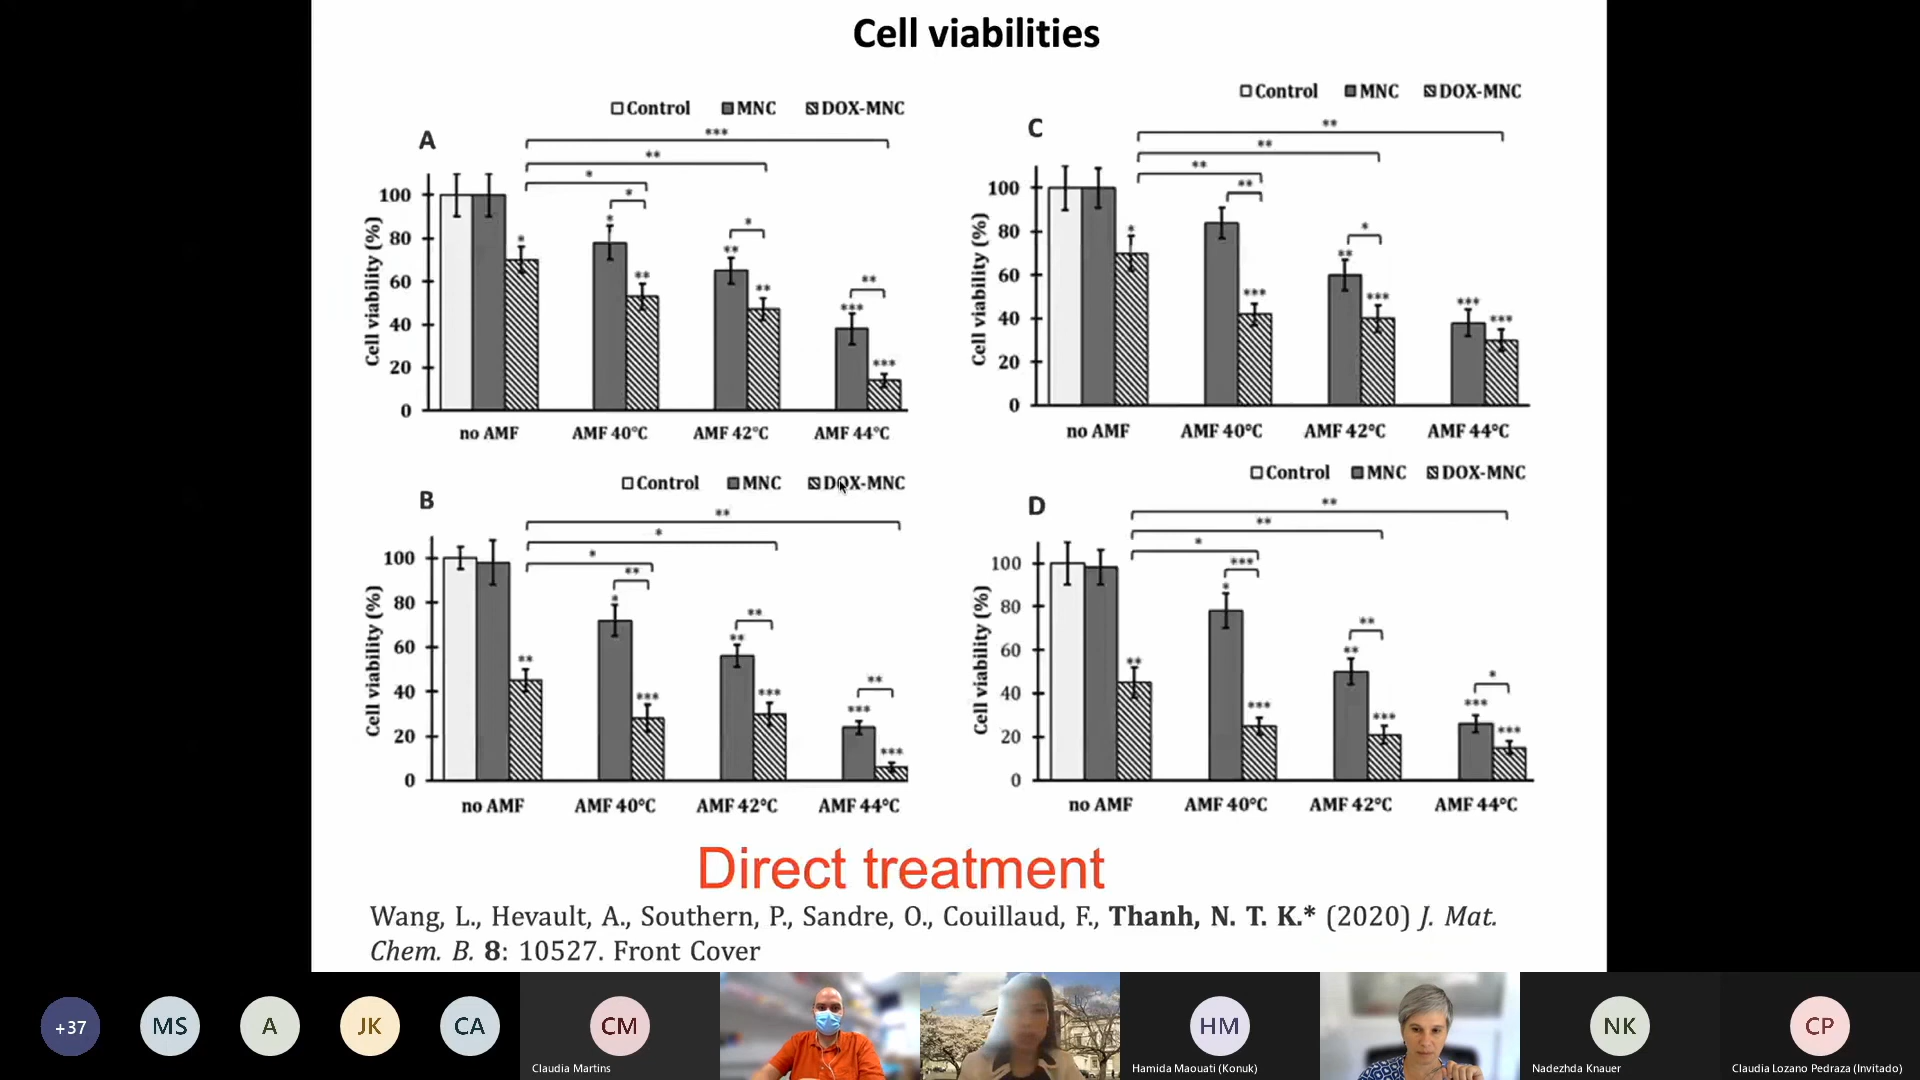 Cell viabilities
Control MNC DOX-MNC
A
***
**
*
*
*
*
**
**
*
**
***
**
***
Cell viability (%)
100
80
60
40
20
0
no AMF AMF 40°C AMF 42°C AMF 44°C
Control MNC DOX-MNC
C
**
**
**
**
*
***
**
*
***
***
***
Cell viability (%)
100
80
60
40
20
0
no AMF AMF 40°C AMF 42°C AMF 44°C
Control MNC DOX-MNC
B
**
*
*
**
**
*
***
**
**
***
***
**
***
Cell viability (%)
100
80
60
40
20
0
no AMF AMF 40°C AMF 42°C AMF 44°C
Control MNC DOX-MNC
D
**
**
*
***
**
*
***
**
**
***
***
*
***
Cell viability (%)
100
80
60
40
20
0
no AMF AMF 40°C AMF 42°C AMF 44°C
Direct treatment
Wang, L., Hevault, A., Southern, P., Sandre, O., Couillaud, F., Thanh, N. T. K.* (2020) J. Mat.
Chem. B. 8: 10527. Front Cover
+37
MS
A
JK
CA
CM
Claudia Martins
HM
Hamida Maouati (Konuk)
NK
Nadezhda Knauer
CP
Claudia Lozano Pedraza (Invitado)